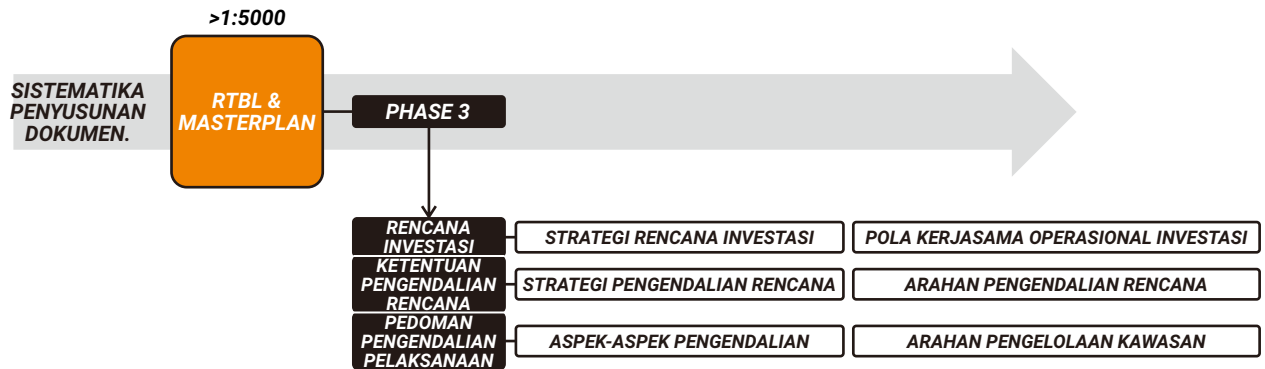 >1:5000
SISTEMATIKA
PENYUSUNAN
DOKUMEN.
RTBL &
MASTERPLAN
PHASE 3
RENCANA
INVESTASI
STRATEGI RENCANA INVESTASI
POLA KERJASAMA OPERASIONAL INVESTASI
KETENTUAN
PENGENDALIAN
RENCANA
STRATEGI PENGENDALIAN RENCANA
ARAHAN PENGENDALIAN RENCANA
PEDOMAN
PENGENDALIAN
PELAKSANAAN
ASPEK-ASPEK PENGENDALIAN
ARAHAN PENGELOLAAN KAWASAN